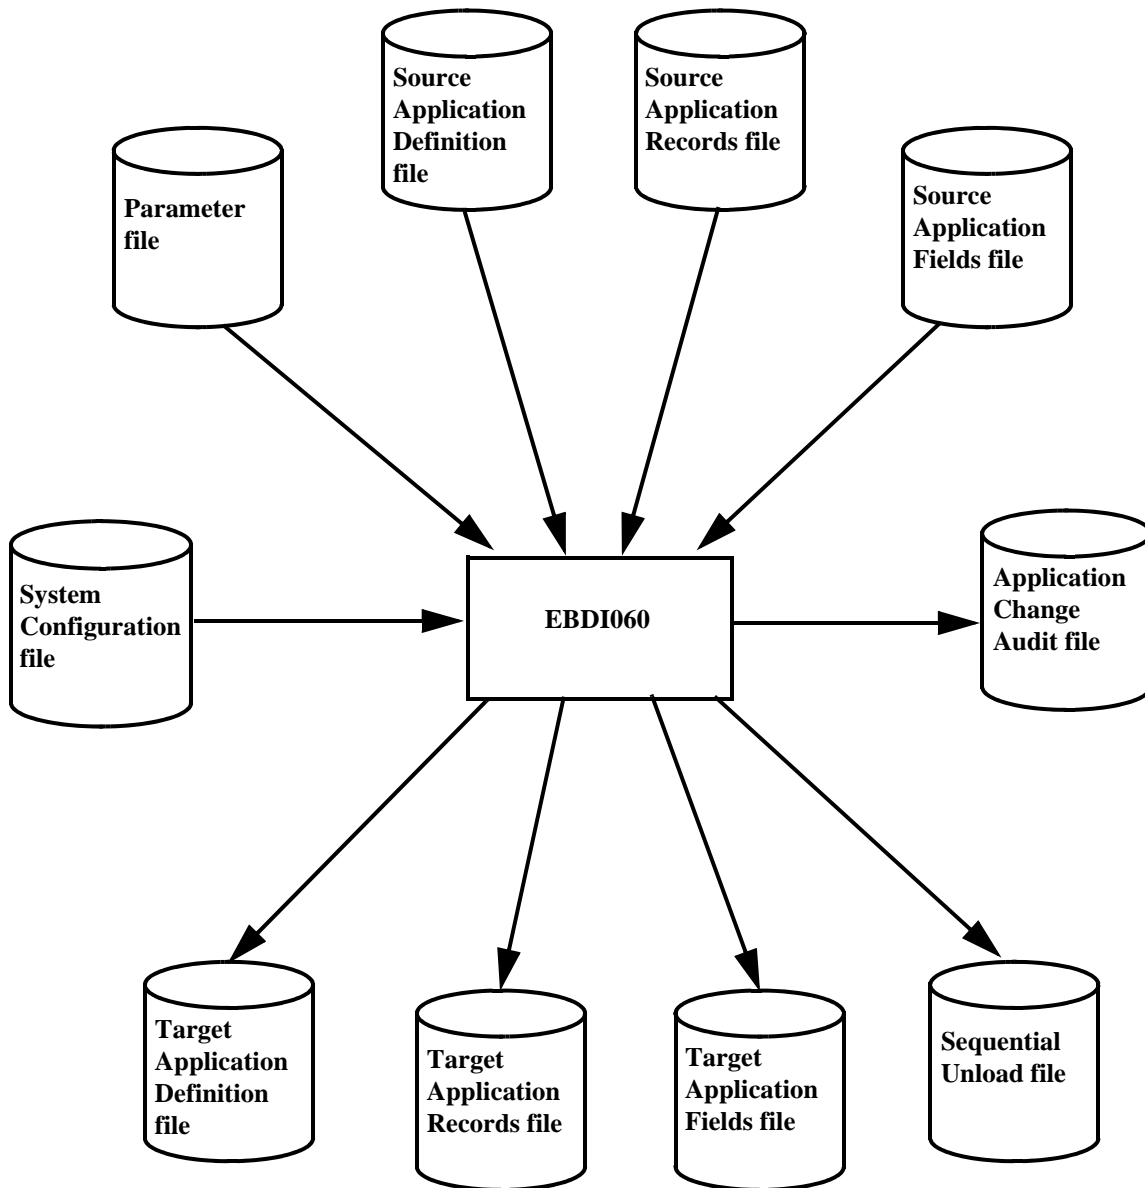 Source
Application
Definition
file
Source
Application
Records file
Parameter
file
Source
Application
Fields file
System
Configuration
file
EBDI060
Application
Change
Audit file
Target
Application
Definition
file
Target
Application
Records file
Target
Application
Fields file
Sequential
Unload file